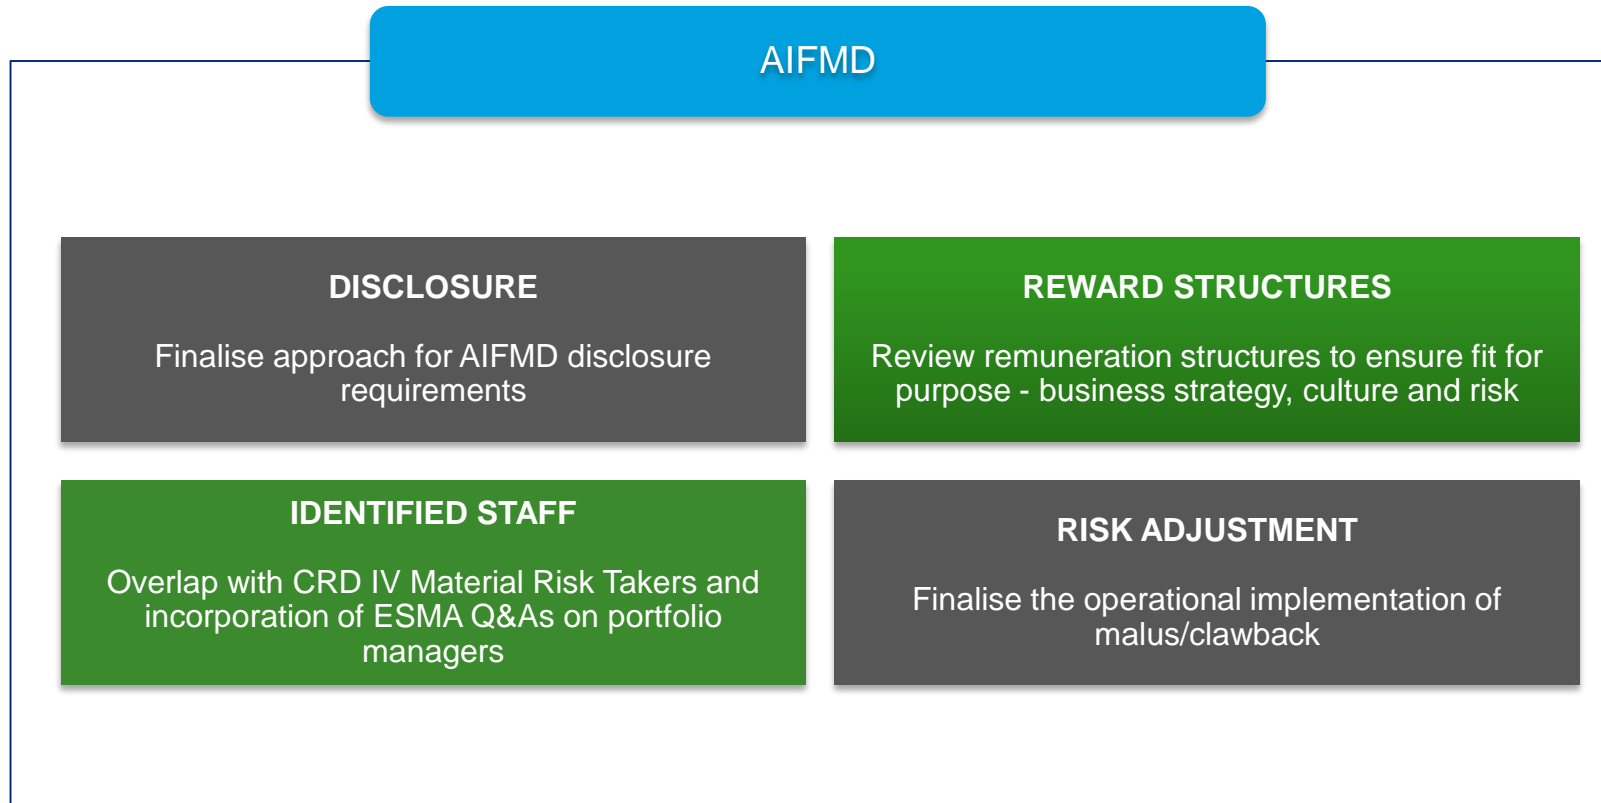 AIFMD
DISCLOSURE
Finalise approach for AIFMD disclosure
requirements
REWARD STRUCTURES
Review remuneration structures to ensure fit for
purpose - business strategy, culture and risk
IDENTIFIED STAFF
Overlap with CRD IV Material Risk Takers and
incorporation of ESMA Q&As on portfolio
managers
RISK ADJUSTMENT
Finalise the operational implementation of
malus/clawback